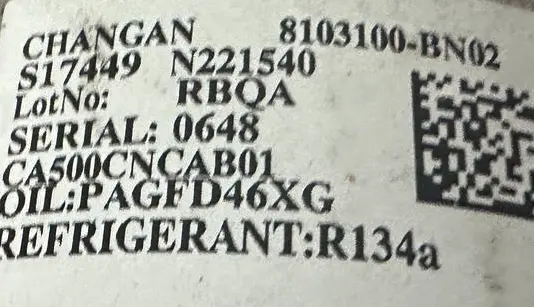 CHANGAN 8103100-BN02
S17449 N221540
LotNo: RBQA
SERIAL: 0648
CA500CNCAB01
OIL:PAGFD46XG
REFRIGERANT:R134a